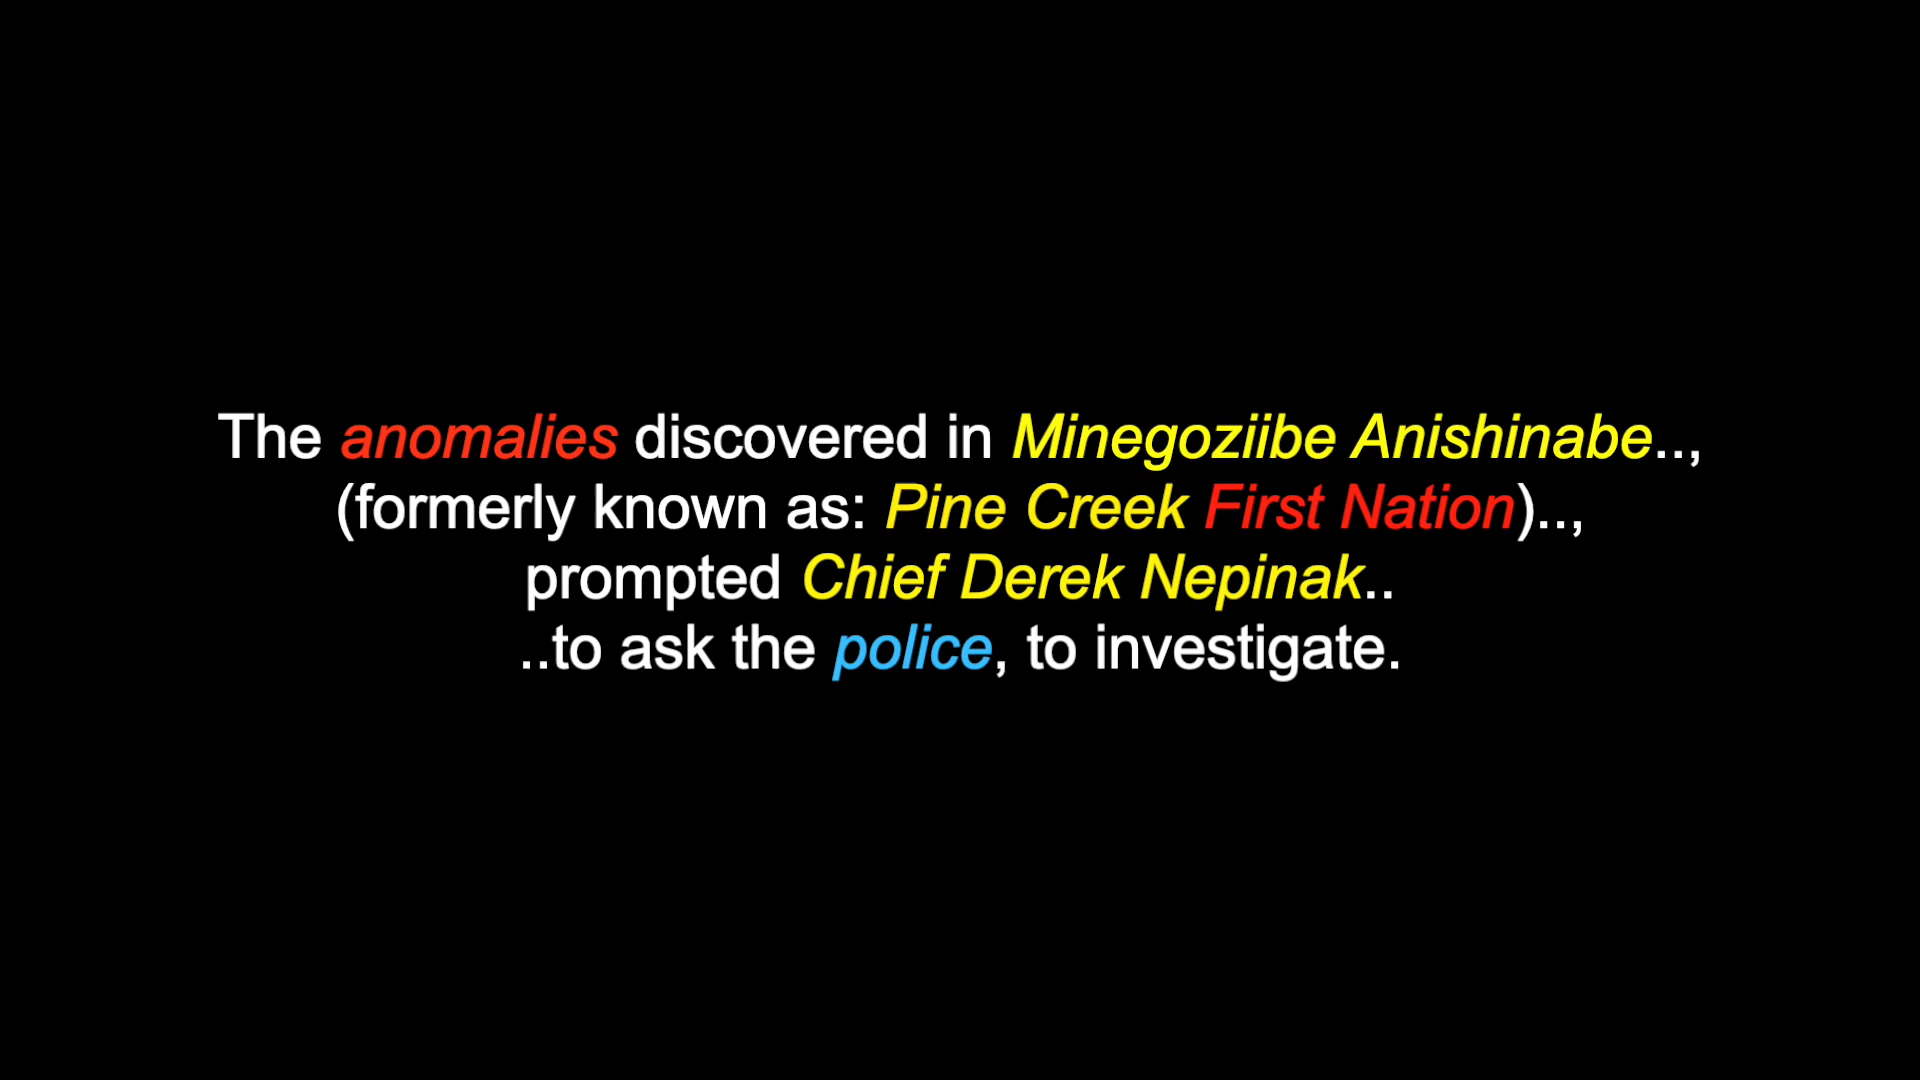 The anomalies discovered in Minegoziibe Anishinabe..,
(formerly known as: Pine Creek First Nation)..,
prompted Chief Derek Nepinak..
..to ask the police, to investigate.